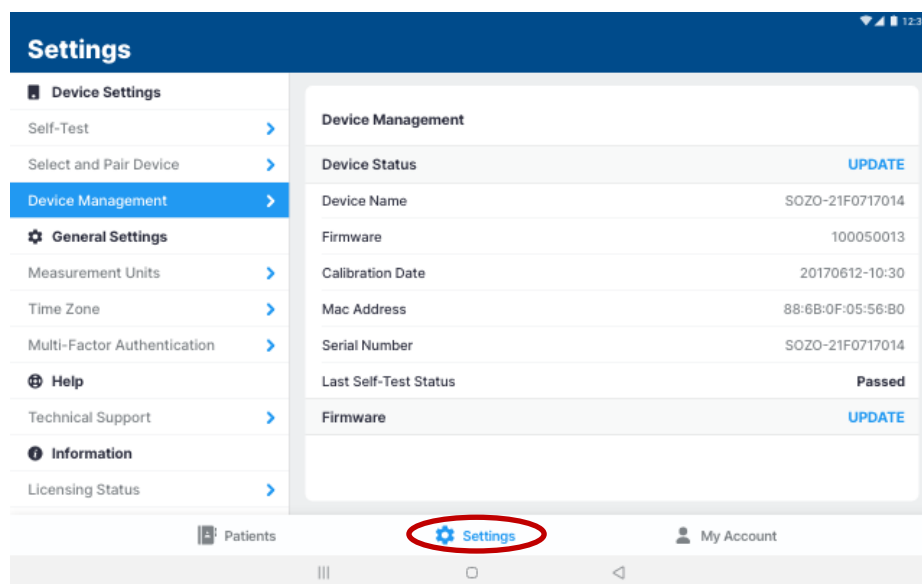 12:3
Settings
Device Settings
Self-Test
Select and Pair Device
Device Management
General Settings
Measurement Units
Time Zone
Multi-Factor Authentication
Help
Technical Support
Information
Licensing Status
Device Management
Device Status UPDATE
Device Name SOZO-21F0717014
Firmware 100050013
Calibration Date 20170612-10:30
Mac Address 88:6B:0F:05:56:B0
Serial Number SOZO-21F0717014
Last Self-Test Status Passed
Firmware UPDATE
Patients Settings My Account